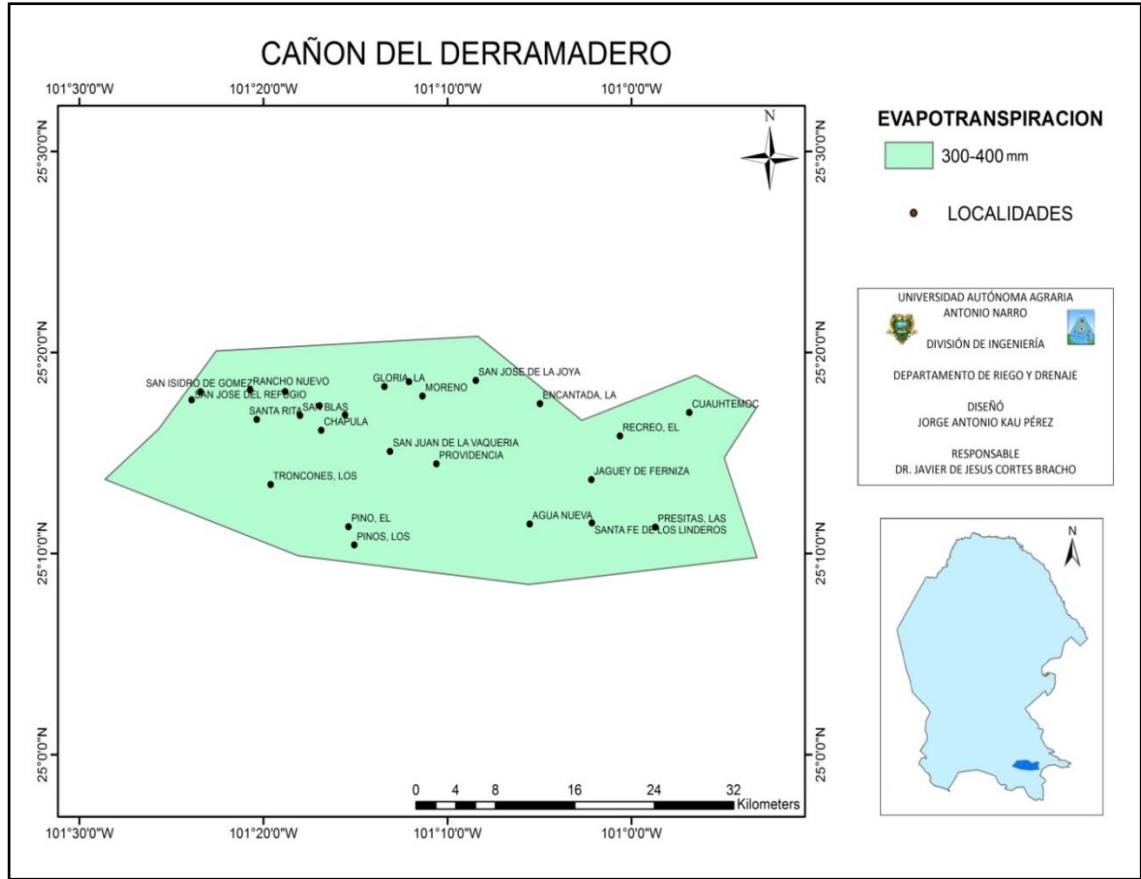 CAÑON DEL DERRAMADERO
101°30'0"W
101°20'0"W
101°10'0"W
101°0'0"W
25°30'0"N
25°20'0"N
25°10'0"N
25°0'0"N
N
SAN ISIDRO DE GOMEZ
RANCHO NUEVO
SAN JOSE DEL REFUGIO
SANTA RITA
SAN BLAS
CHAPULA
GLORIA, LA
MORENO
SAN JOSE DE LA JOYA
ENCANTADA, LA
CUAUHTEMOC
RECREO, EL
SAN JUAN DE LA VAQUERIA
PROVIDENCIA
TRONCONES, LOS
JAGUEY DE FERNIZA
PINO, EL
PINOS, LOS
AGUA NUEVA
SANTA FE DE LOS LINDEROS
PRESITAS, LAS
25°30'0"N
25°20'0"N
25°10'0"N
25°0'0"N
0 4 8 16 24 32
Kilometers
101°30'0"W
101°20'0"W
101°10'0"W
101°0'0"W
EVAPOTRANSPIRACION
300-400 mm
LOCALIDADES
UNIVERSIDAD AUTÓNOMA AGRARIA
ANTONIO NARRO
DIVISIÓN DE INGENIERÍA
DEPARTAMENTO DE RIEGO Y DRENAJE
DISEÑÓ
JORGE ANTONIO KAU PÉREZ
RESPONSABLE
DR. JAVIER DE JESUS CORTES BRACHO
N